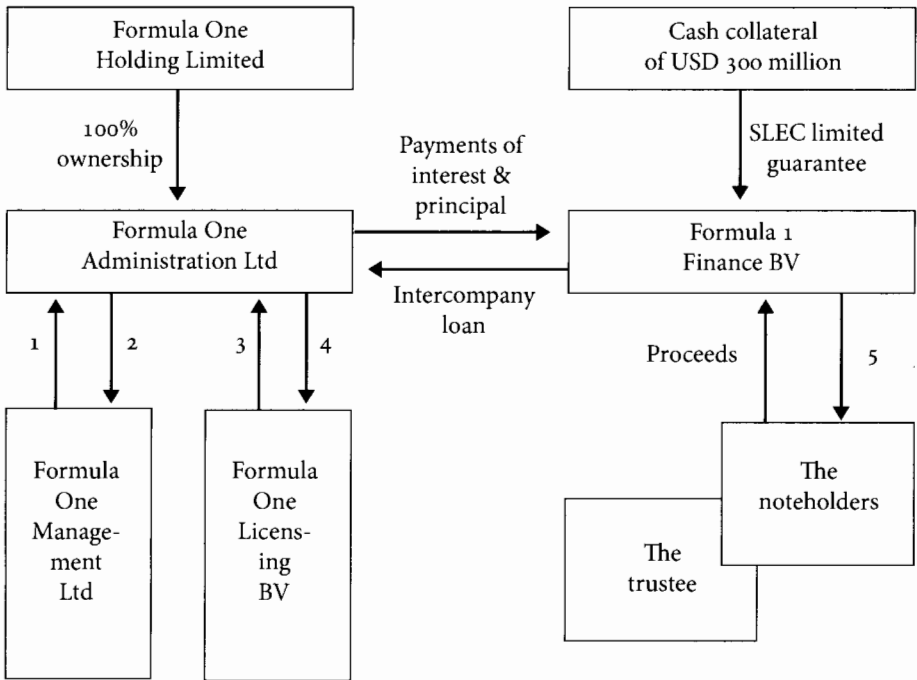 Formula One
Holding Limited
Cash collateral
of USD 300 million
100%
ownership
SLEC limited
guarantee
Payments of
interest &
principal
Formula One
Administration Ltd
Formula 1
Finance BV
Intercompany
loan
1
2
3
4
Proceeds
5
Formula
One
Manage-
ment
Ltd
Formula
One
Licens-
ing
BV
The
noteholders
The
trustee